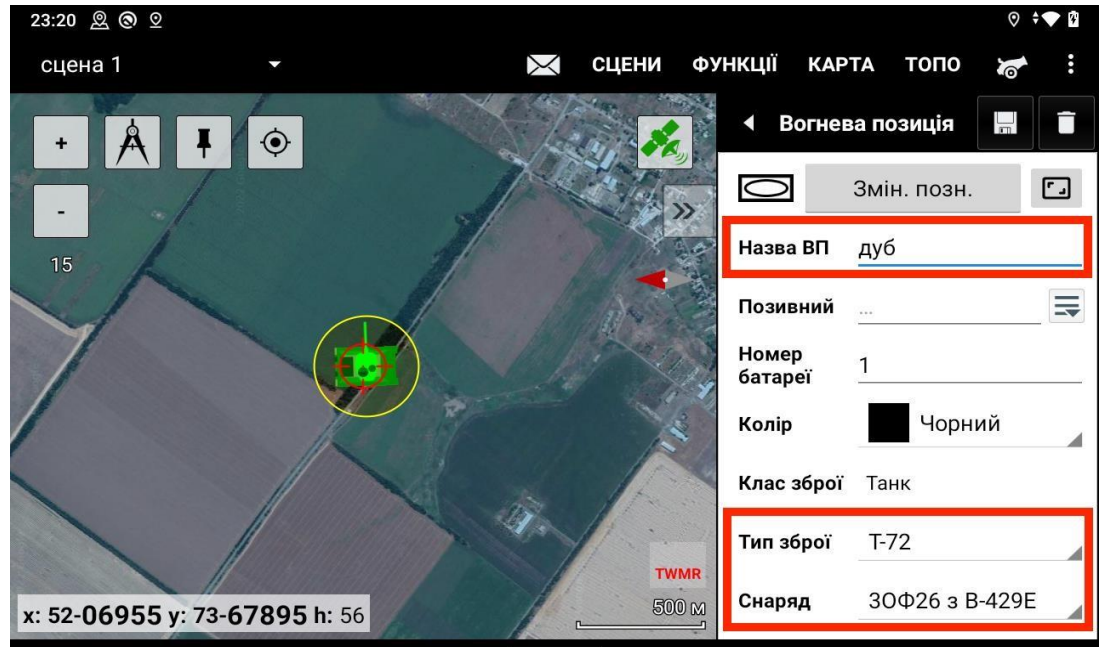 23:20
сцена 1
СЦЕНИ ФУНКЦІЇ КАРТА ТОПО
+
-
15
TWMR
500 м
x: 52-06955 y: 73-67895 h: 56
Вогнева позиція
Змін. позн.
Назва ВП дуб
Позивний ...
Номер
батареї 1
Колір Чорний
Клас зброї Танк
Тип зброї Т-72
Снаряд ЗОФ26 з В-429Е